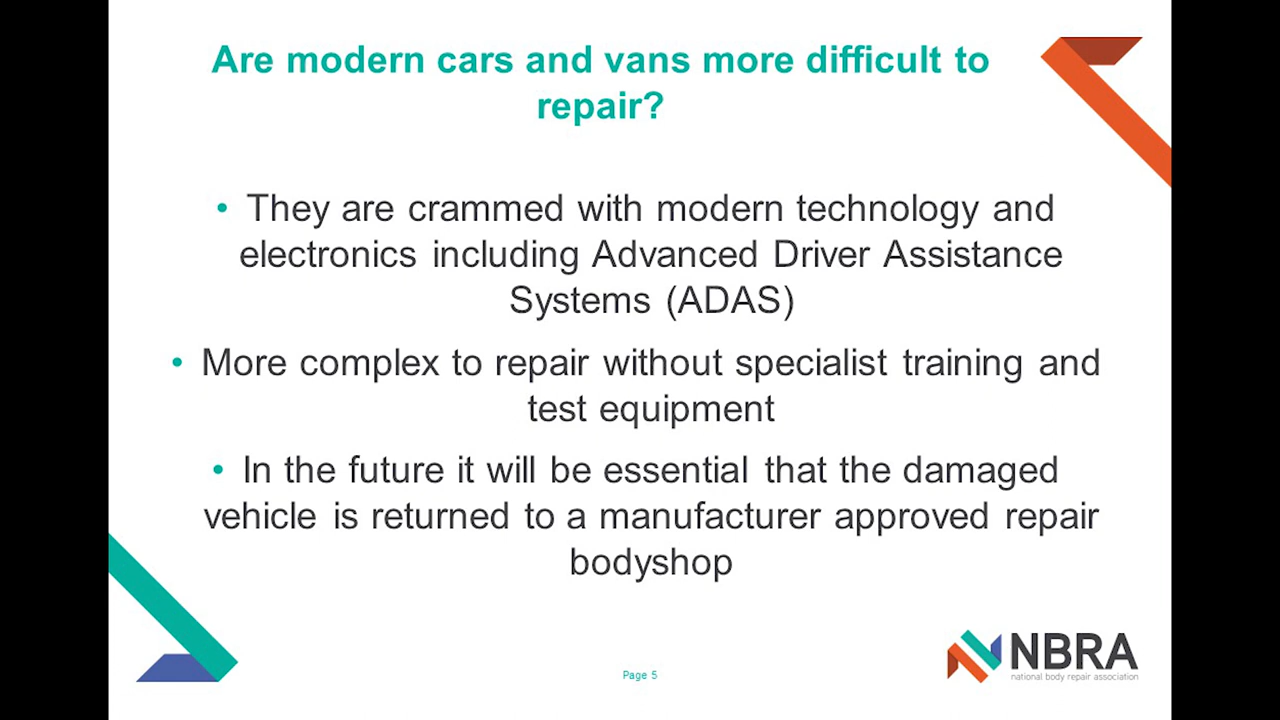 Are modern cars and vans more difficult to
repair?
• They are crammed with modern technology and
electronics including Advanced Driver Assistance
Systems (ADAS)
• More complex to repair without specialist training and
test equipment
• In the future it will be essential that the damaged
vehicle is returned to a manufacturer approved repair
bodyshop
NBRA
national body repair association
Page 5